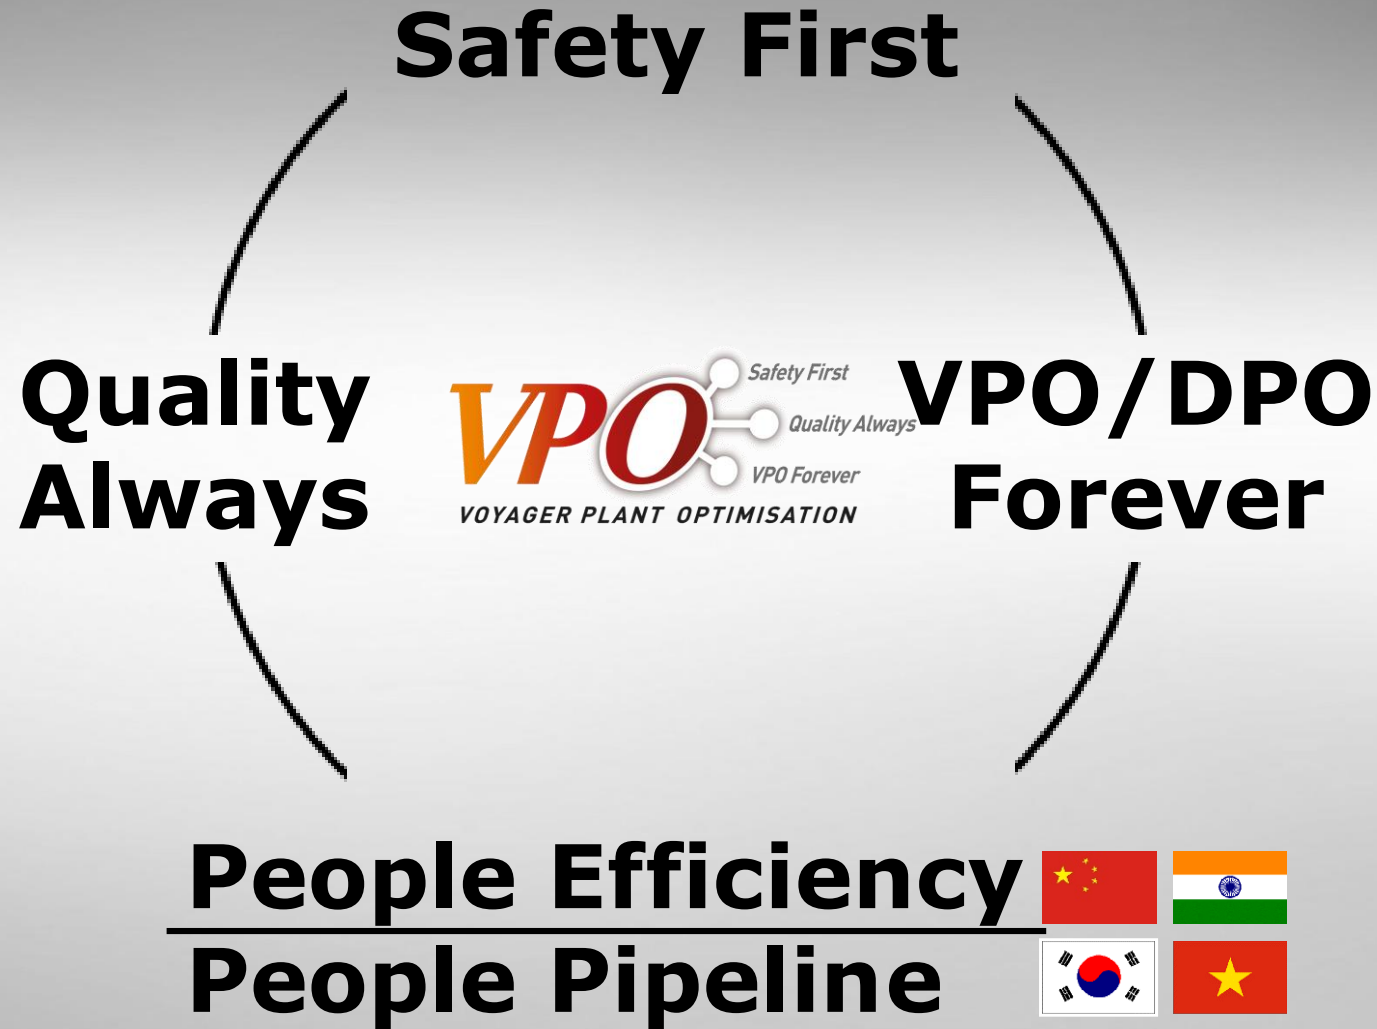 Safety First
Quality
Always
VPO
Safety First
Quality Always
VPO Forever
VOYAGER PLANT OPTIMISATION
VPO/DPO
Forever
People Efficiency
People Pipeline